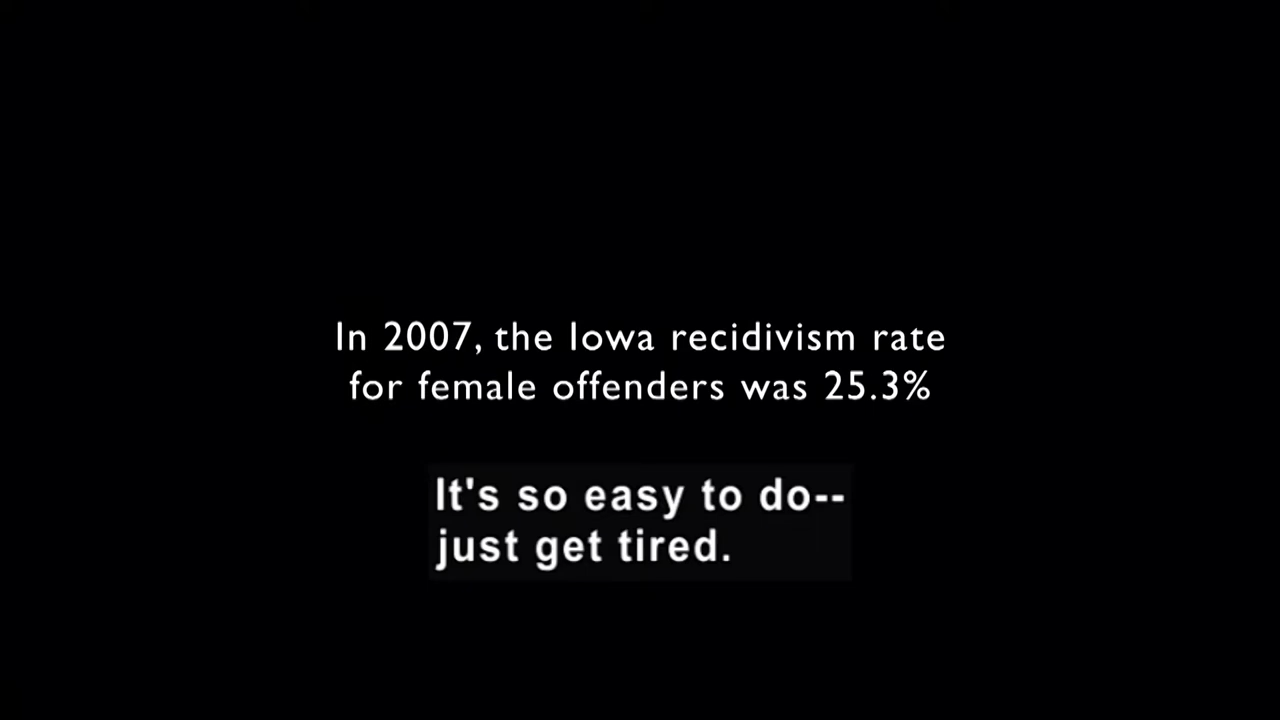 In 2007, the Iowa recidivism rate
for female offenders was 25.3%
It's so easy to do--
just get tired.